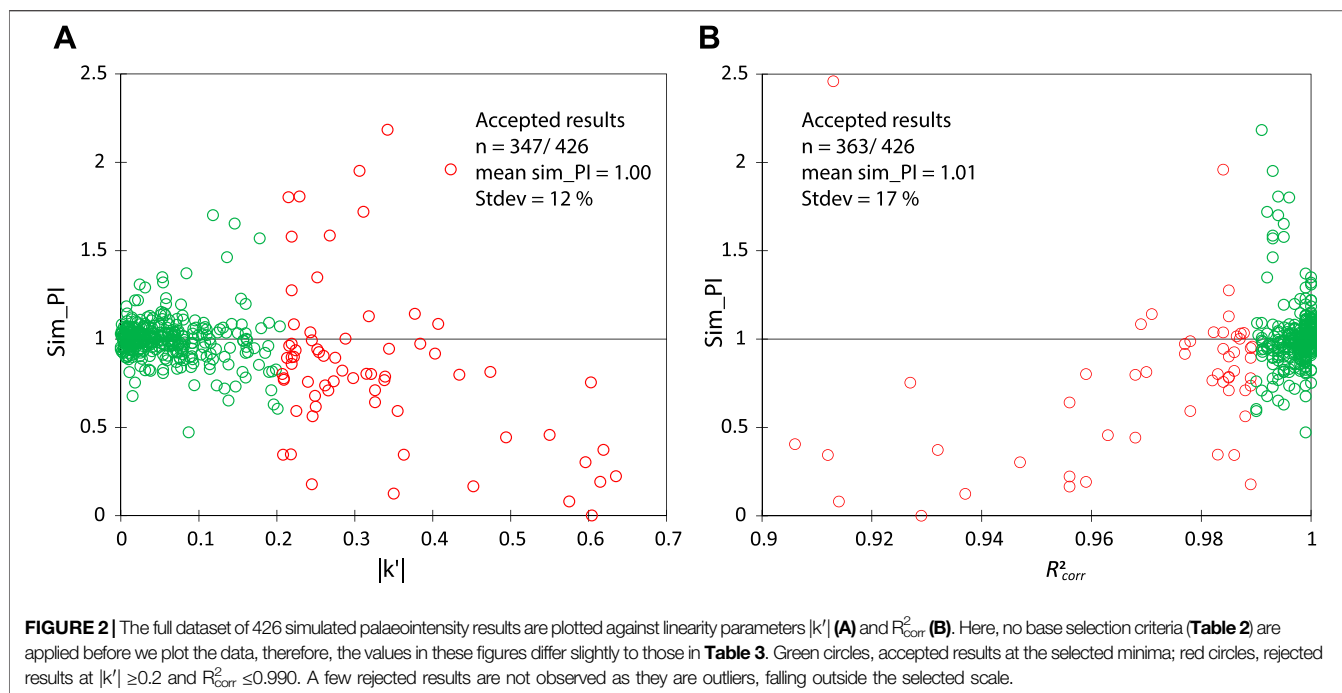 A
B
2.5
2
1.5
1
0.5
0
Sim_PI
Accepted results
n = 347/ 426
mean sim_PI = 1.00
Stdev = 12 %
0 0.1 0.2 0.3 0.4 0.5 0.6 0.7
|k'|
2.5
2
1.5
1
0.5
0
Sim_PI
Accepted results
n = 363/ 426
mean sim_PI = 1.01
Stdev = 17 %
0.9 0.92 0.94 0.96 0.98 1
R²corr
FIGURE 2 | The full dataset of 426 simulated palaeointensity results are plotted against linearity parameters |k′| (A) and R²corr (B). Here, no base selection criteria (Table 2) are
applied before we plot the data, therefore, the values in these figures differ slightly to those in Table 3. Green circles, accepted results at the selected minima; red circles, rejected
results at |k′| ≥0.2 and R²corr ≤0.990. A few rejected results are not observed as they are outliers, falling outside the selected scale.